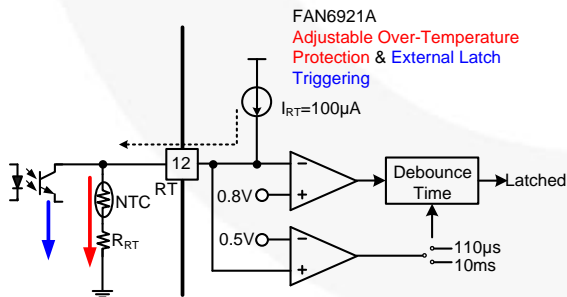 FAN6921A
Adjustable Over-Temperature
Protection & External Latch
Triggering
IRT=100µA
12
RT
NTC
RRT
0.8V
0.5V
Debounce
Time
Latched
110µs
10ms